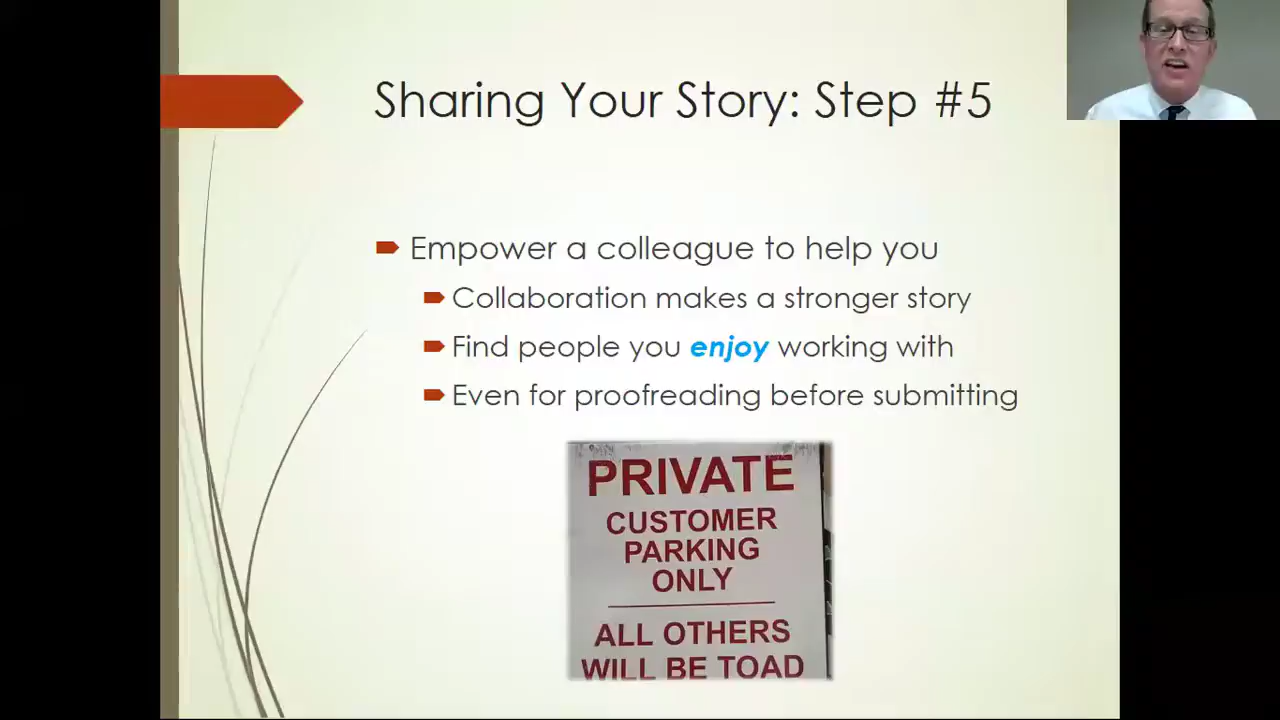 Sharing Your Story: Step #5
Empower a colleague to help you
Collaboration makes a stronger story
Find people you enjoy working with
Even for proofreading before submitting
PRIVATE
CUSTOMER
PARKING
ONLY
ALL OTHERS
WILL BE TOAD